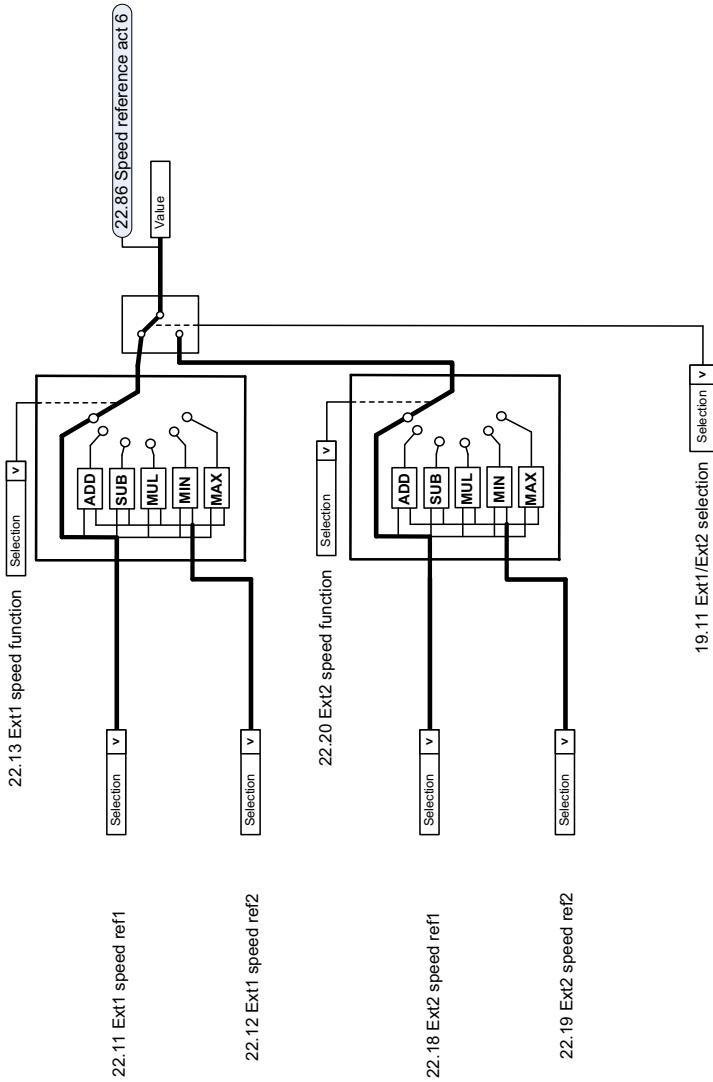 22.86 Speed reference act 6
Value
22.13 Ext1 speed function
Selection
v
ADD
SUB
MUL
MIN
MAX
22.11 Ext1 speed ref1
Selection
v
22.12 Ext1 speed ref2
Selection
v
22.20 Ext2 speed function
Selection
v
ADD
SUB
MUL
MIN
MAX
22.18 Ext2 speed ref1
Selection
v
22.19 Ext2 speed ref2
Selection
v
19.11 Ext1/Ext2 selection
Selection
v